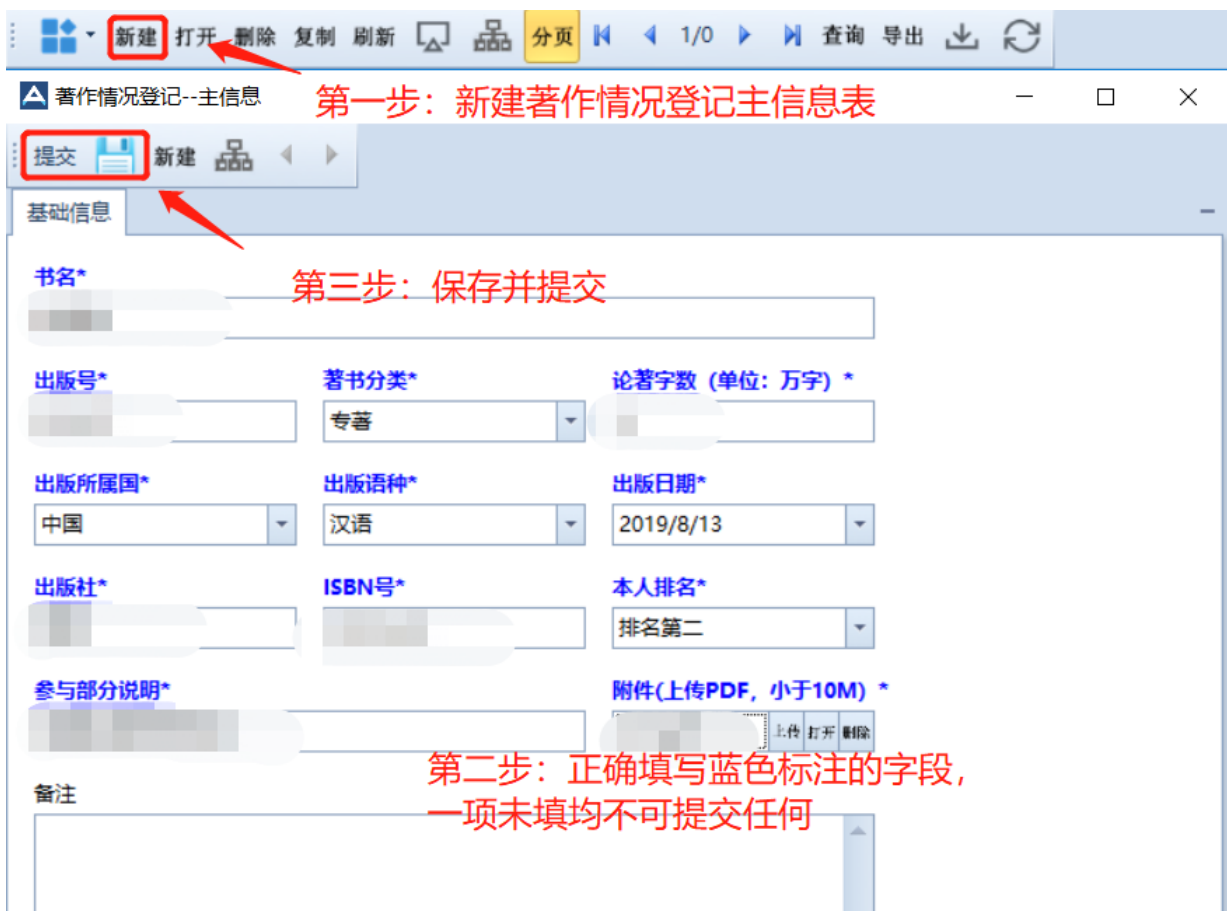 新建 打开 删除 复制 刷新 分页 1/0 查询 导出
著作情况登记--主信息
第一步：新建著作情况登记主信息表
提交 新建
基础信息
书名*
第三步：保存并提交
出版号* 著书分类* 论著字数（单位：万字）*
专著
出版所属国* 出版语种* 出版日期*
中国 汉语 2019/8/13
出版社* ISBN号* 本人排名*
排名第二
参与部分说明* 附件(上传PDF，小于10M) *
上传 打开 删除
第二步：正确填写蓝色标注的字段，
一项未填均不可提交任何
备注